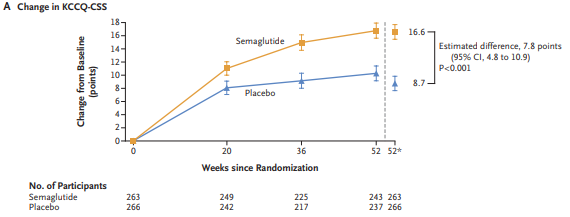 A Change in KCCQ-CSS
Change from Baseline
(points)
18
16
14
12
10
8
6
4
2
0
Semaglutide
Placebo
16.6
8.7
Estimated difference, 7.8 points
(95% CI, 4.8 to 10.9)
P<0.001
0 20 36 52 52*
Weeks since Randomization
No. of Participants
Semaglutide 263 249 225 243 263
Placebo 266 242 217 237 266